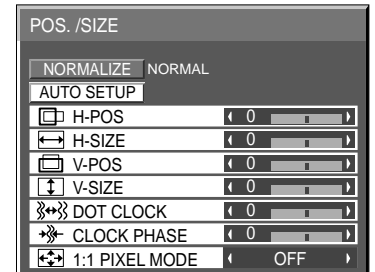 POS. /SIZE
NORMALIZE NORMAL
AUTO SETUP
H-POS 0
H-SIZE 0
V-POS 0
V-SIZE 0
DOT CLOCK 0
CLOCK PHASE 0
1:1 PIXEL MODE OFF